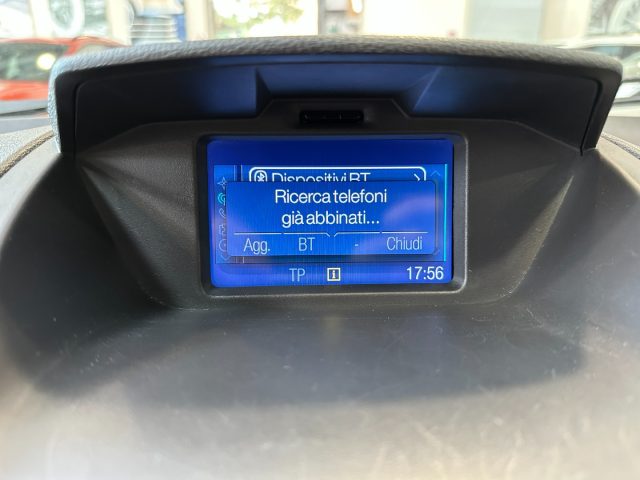 Dispositivi BT
Ricerca telefoni
già abbinati...
Agg. BT - Chiudi
TP i 17:56